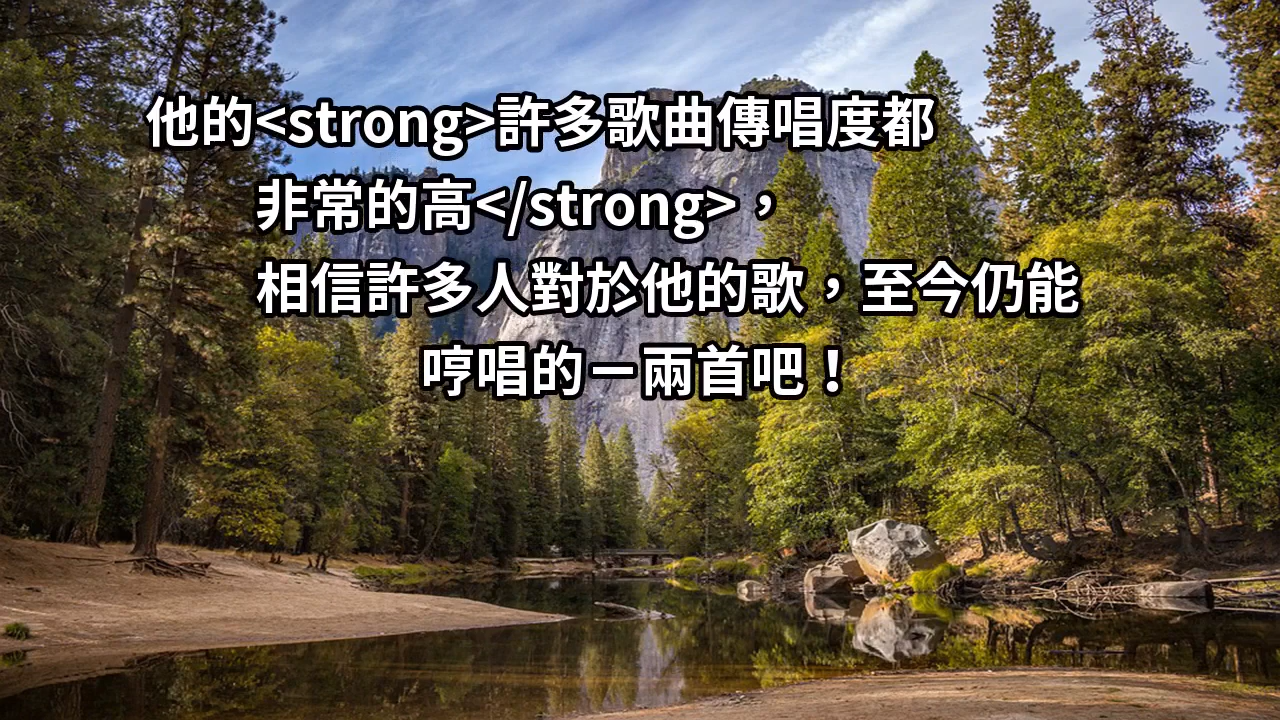 他的<strong>許多歌曲傳唱度都
非常的高</strong>，
相信許多人對於他的歌，至今仍能
哼唱的一兩首吧！